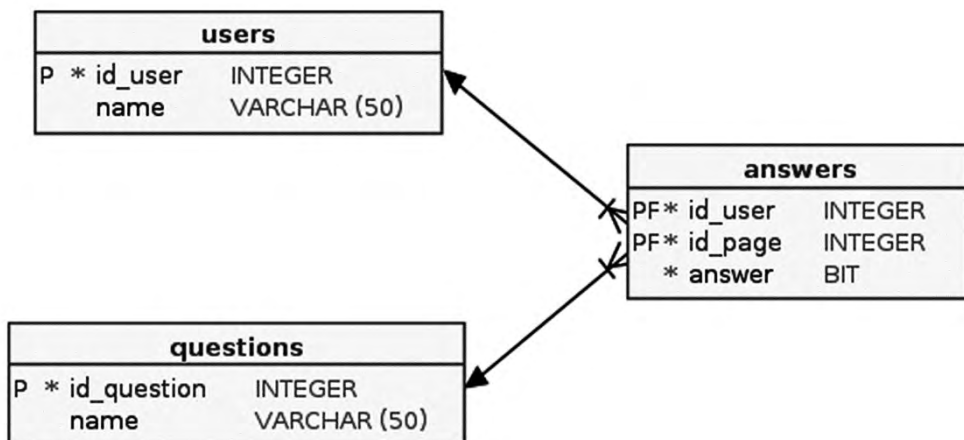 users
P * id_user INTEGER
name VARCHAR (50)
answers
PF* id_user INTEGER
PF* id_page INTEGER
* answer BIT
questions
P * id_question INTEGER
name VARCHAR (50)